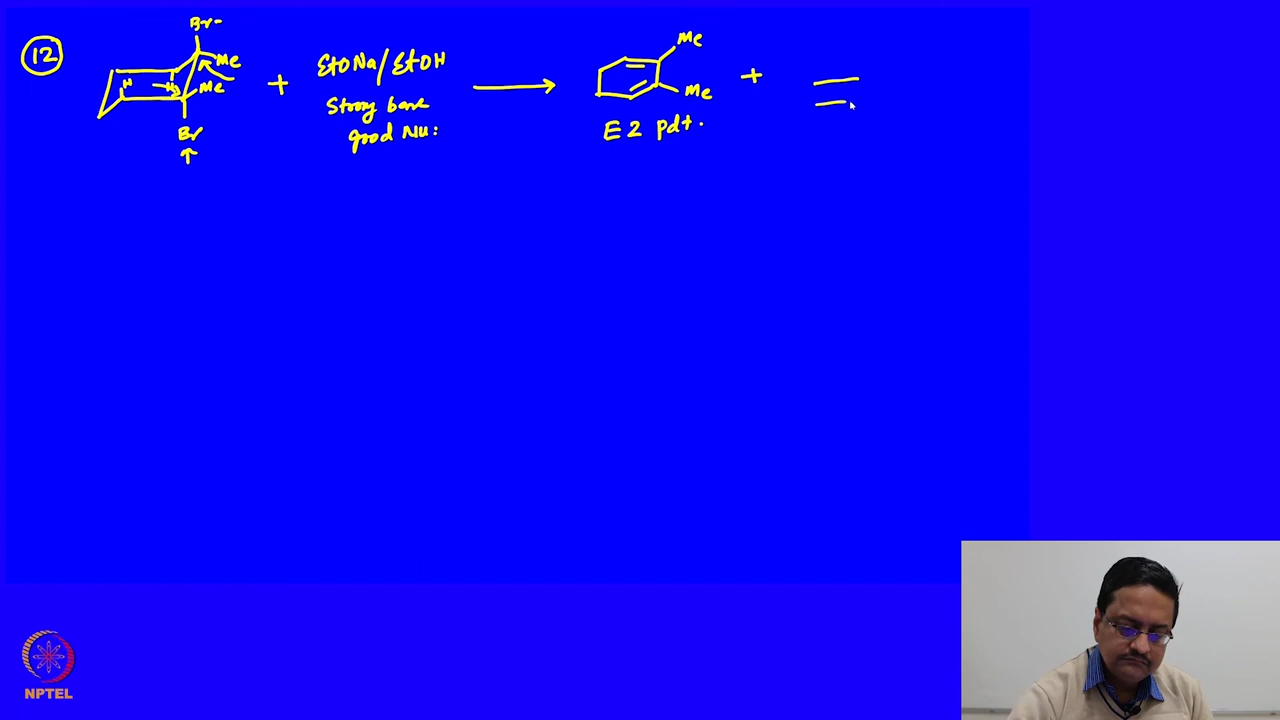 12
Br
Me
H
H
Me
Br
+
EtONa/EtOH
Strong base
good Nu:
Me
Me
E2 pdt.
+
NPTEL